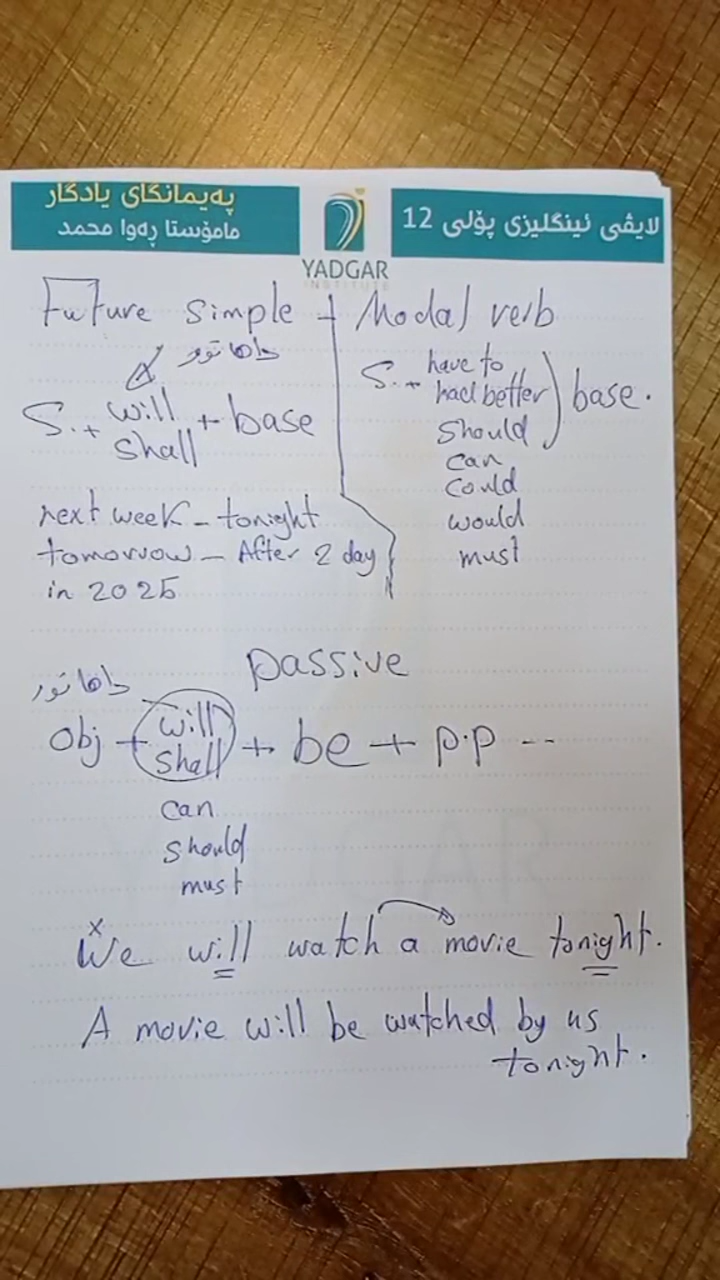 پەیمانگای یادگار
مامۆستا ڕەوا محمد
YADGAR
INSTITUTE
لایڤی ئینگلیزی پۆلی 12
Future simple + Modal verb
داهاتوو
S. + will / shall + base
next week - tonight
tomorrow - After 2 day
in 2025
S. + have to
had better
should
can
could
would
must
base.
passive
داهاتوو
obj + will / shall + be + p.p --
can
should
must
x
We will watch a movie tonight.
A movie will be watched by us
tonight.